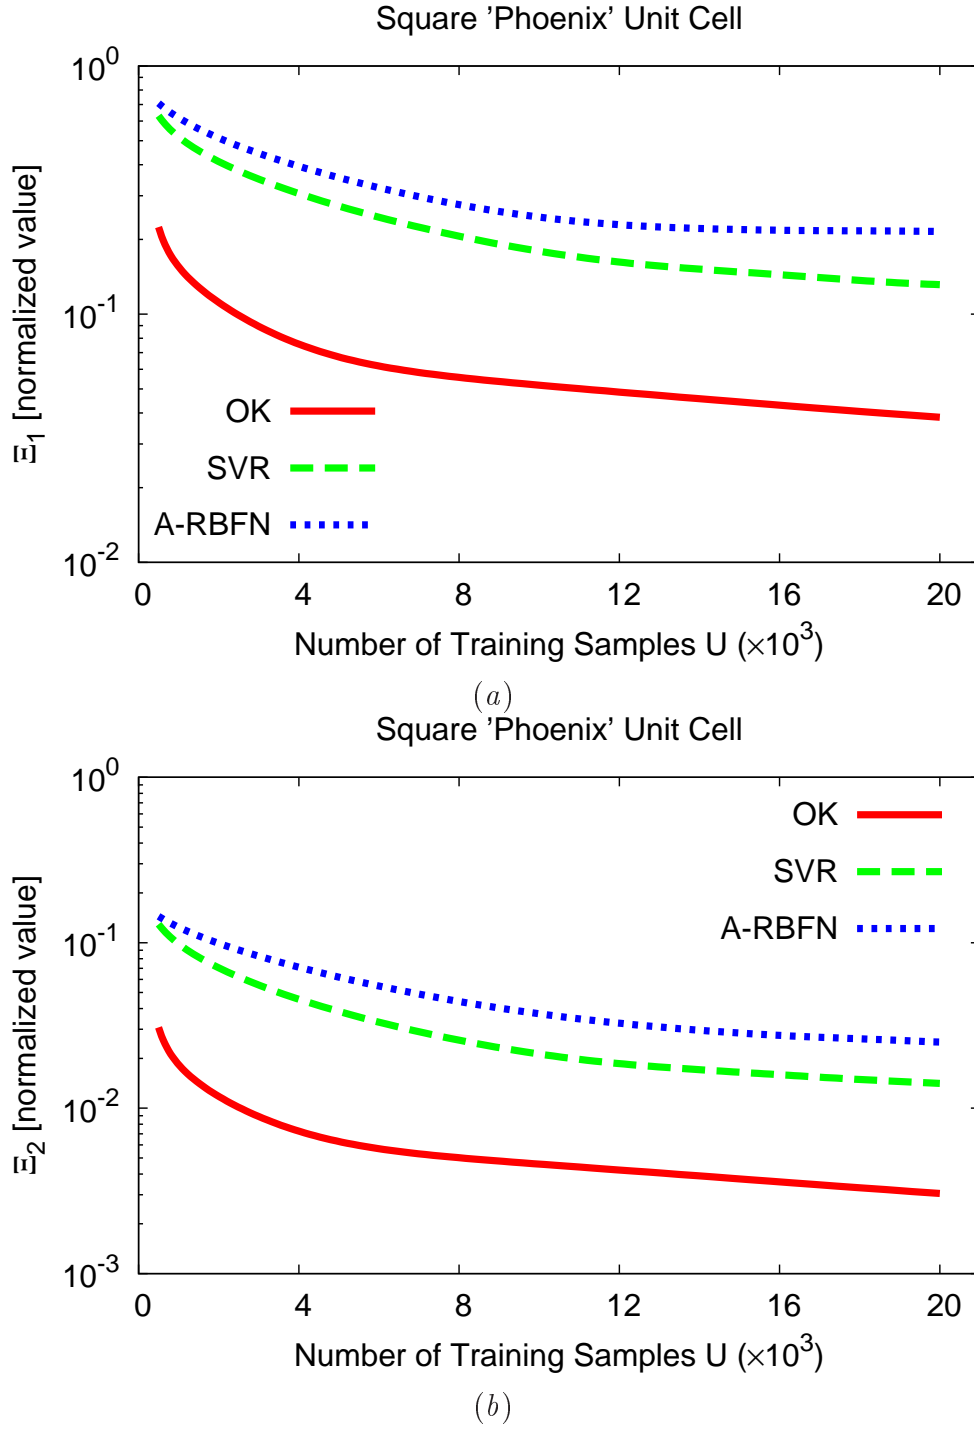 Square 'Phoenix' Unit Cell
10^0
10^-1
10^-2
Ξ_1 [normalized value]
OK
SVR
A-RBFN
0 4 8 12 16 20
Number of Training Samples U (×10^3)
(a)
Square 'Phoenix' Unit Cell
10^0
10^-1
10^-2
10^-3
Ξ_2 [normalized value]
OK
SVR
A-RBFN
0 4 8 12 16 20
Number of Training Samples U (×10^3)
(b)